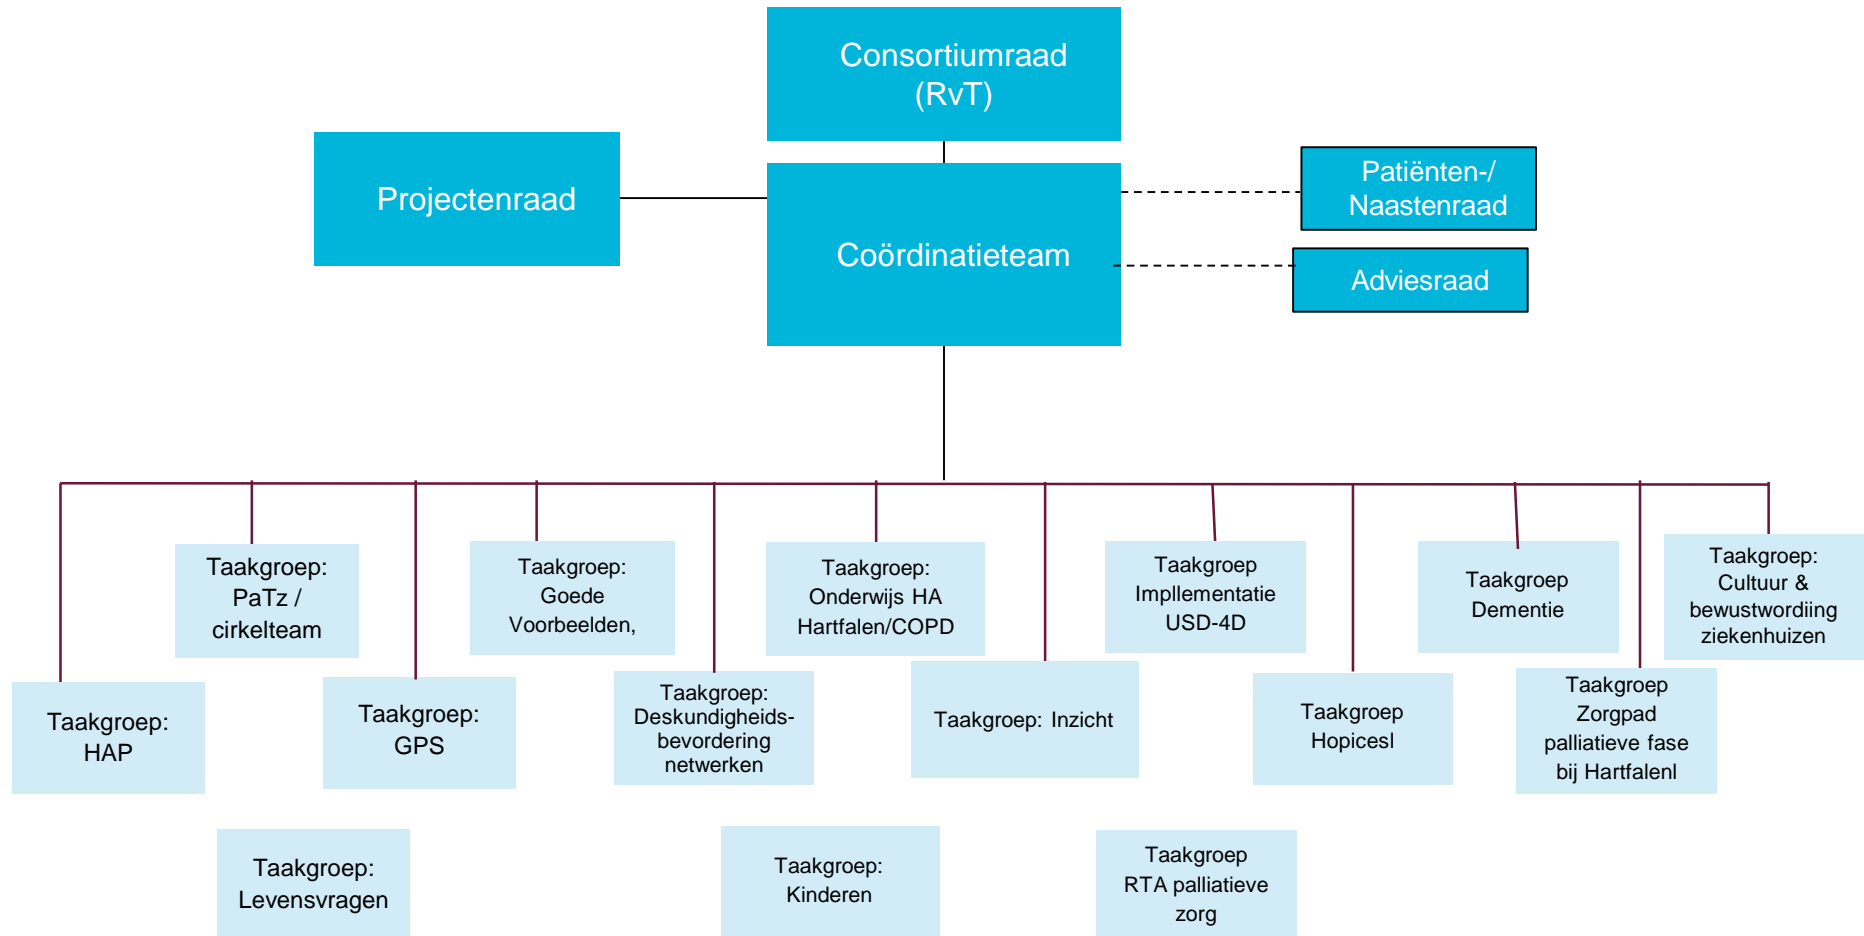 Consortiumraad
(RvT)
Projectenraad
Coördinatieteam
Patiënten-/
Naastenraad
Adviesraad
Taakgroep:
PaTz /
cirkelteam
Taakgroep:
Goede
Voorbeelden,
Taakgroep:
Onderwijs HA
Hartfalen/COPD
Taakgroep
Impllementatie
USD-4D
Taakgroep
Dementie
Taakgroep:
Cultuur &
bewustwordiing
ziekenhuizen
Taakgroep:
HAP
Taakgroep:
GPS
Taakgroep:
Deskundigheids-
bevordering
netwerken
Taakgroep: Inzicht
Taakgroep
Hopicesl
Taakgroep
Zorgpad
palliatieve fase
bij Hartfalenl
Taakgroep:
Levensvragen
Taakgroep:
Kinderen
Taakgroep
RTA palliatieve
zorg